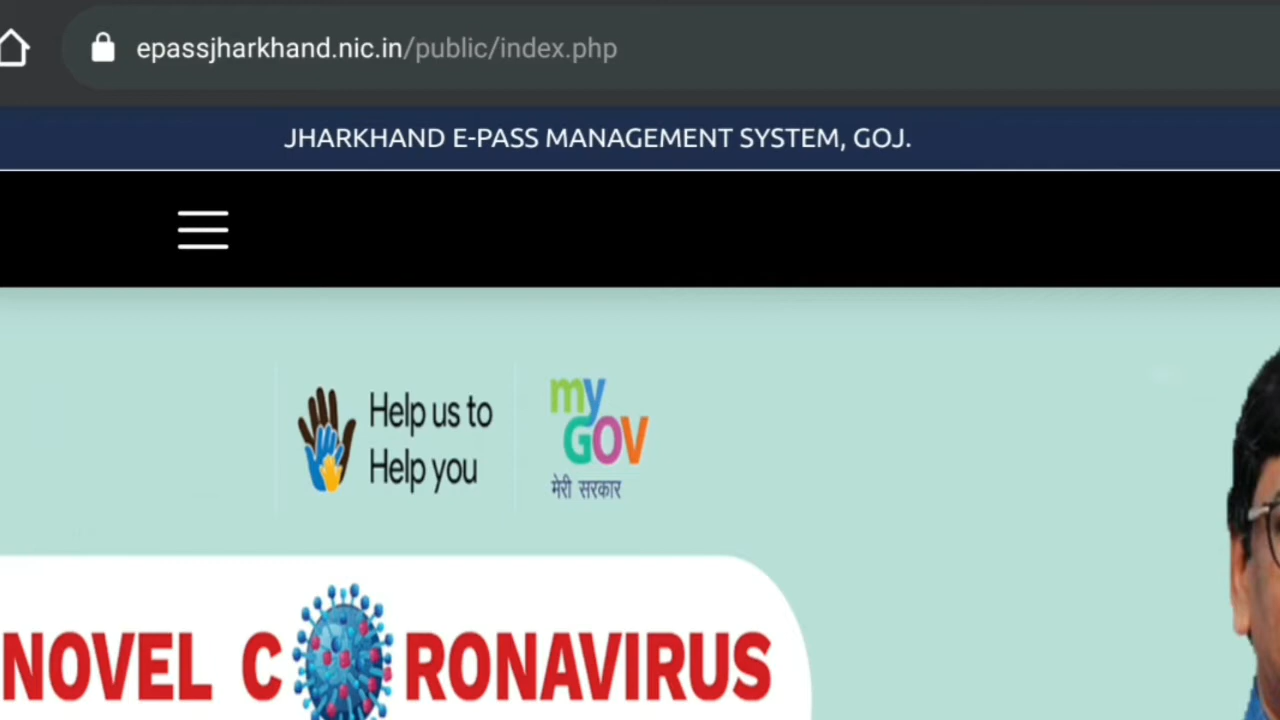 epassjharkhand.nic.in/public/index.php
JHARKHAND E-PASS MANAGEMENT SYSTEM, GOJ.
Help us to
Help you
my
GOV
मेरी सरकार
NOVEL CORONAVIRUS